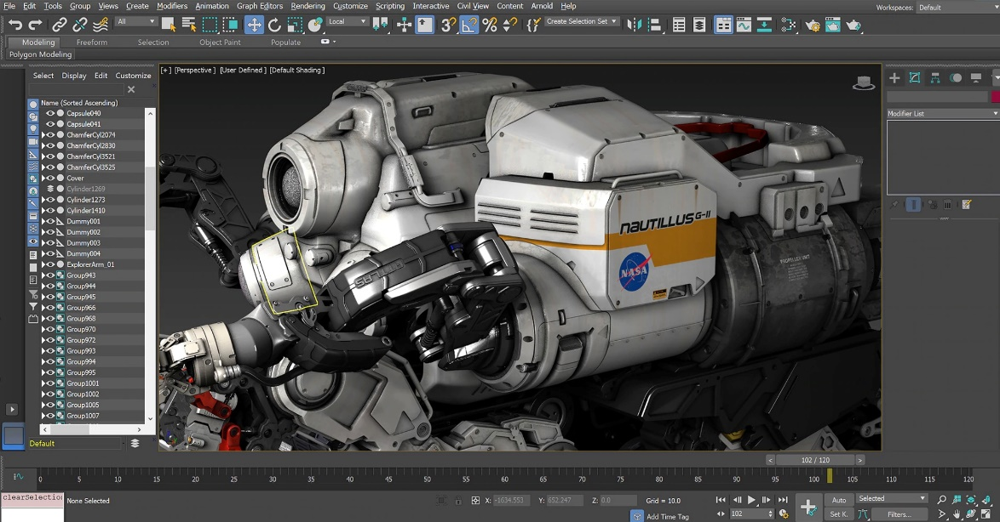 File Edit Tools Group Views Create Modifiers Animation Graph Editors Rendering Customize Scripting Interactive Civil View Content Arnold Help Workspaces: Default
All Local Create Selection Set
Modeling Freeform Selection Object Paint Populate
Polygon Modeling
Select Display Edit Customize
[+] [Perspective] [User Defined] [Default Shading]
Name (Sorted Ascending)
Capsule040
Capsule041
ChamferCyl2074
ChamferCyl2830
ChamferCyl3521
ChamferCyl3525
Cover
Cylinder1269
Cylinder1273
Cylinder1410
Dummy001
Dummy002
Dummy003
Dummy004
ExplorerArm_01
Group943
Group944
Group945
Group966
Group968
Group970
Group972
Group993
Group994
Group995
Group1001
Group1002
Group1005
Group1007
Default
Modifier List
NAUTILLUS G-II
NASA
ATLAS
PROPELLER UNIT
102 / 120
0 5 10 15 20 25 30 35 40 45 50 55 60 65 70 75 80 85 90 95 100 105 110 115 120
clearSelectio
None Selected
X: -1634.553 Y: 652.247 Z: 0.0 Grid = 10.0
Add Time Tag
102
Auto Selected
Set K. Filters...